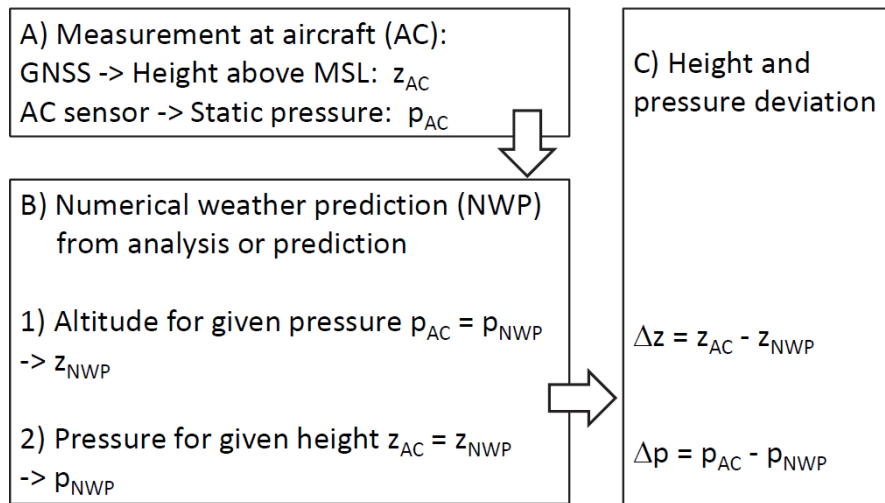 A) Measurement at aircraft (AC):
GNSS -> Height above MSL: z_AC
AC sensor -> Static pressure: p_AC
B) Numerical weather prediction (NWP)
from analysis or prediction
1) Altitude for given pressure p_AC = p_NWP
-> z_NWP
2) Pressure for given height z_AC = z_NWP
-> p_NWP
C) Height and
pressure deviation
Δz = z_AC - z_NWP
Δp = p_AC - p_NWP